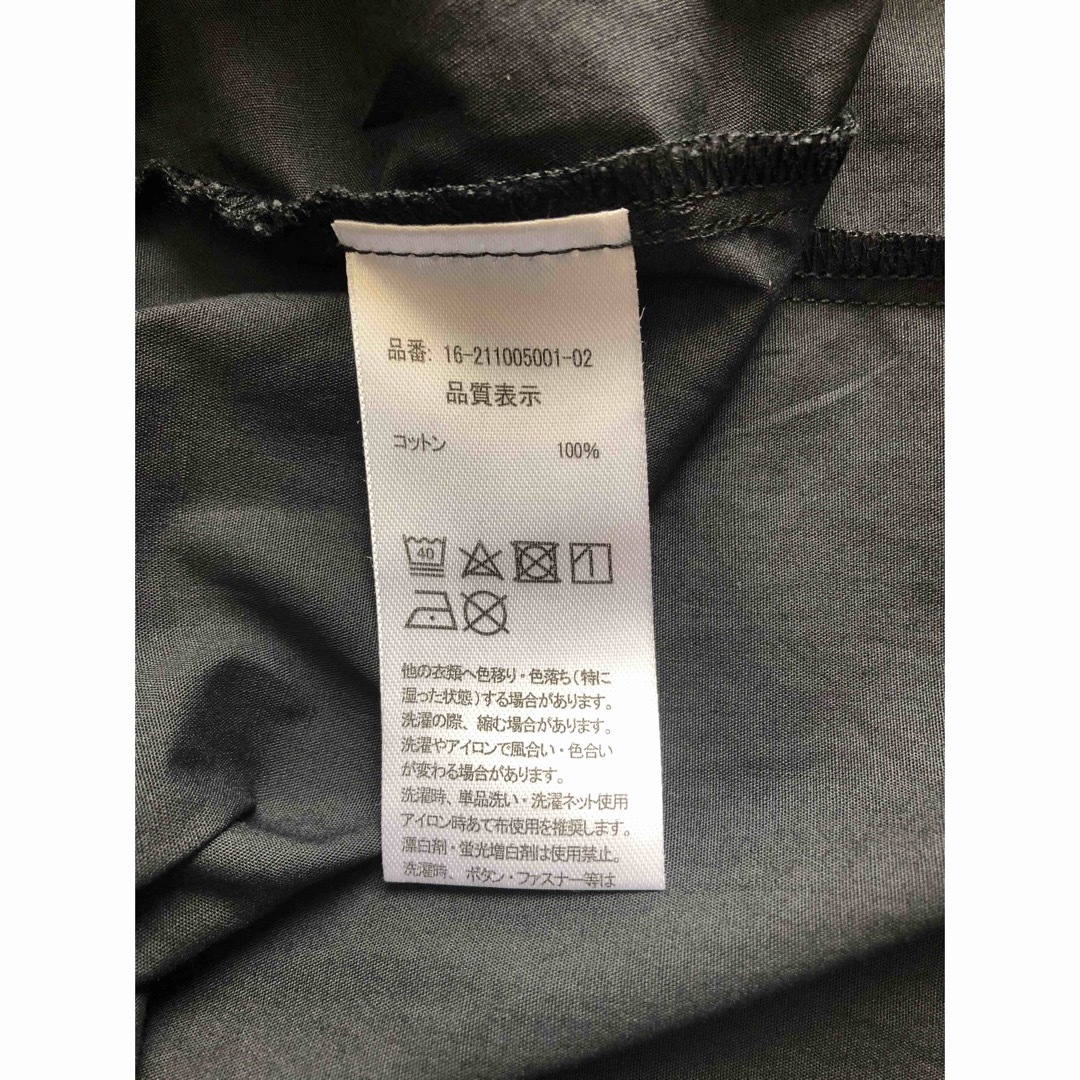 品番: 16-211005001-02
品質表示
コットン 100%
40
他の衣類へ色移り・色落ち(特に
湿った状態)する場合があります。
洗濯の際、縮む場合があります。
洗濯やアイロンで風合い・色合い
が変わる場合があります。
洗濯時、単品洗い・洗濯ネット使用
アイロン時あて布使用を推奨します。
漂白剤・蛍光増白剤は使用禁止。
洗濯時、ボタン・ファスナー等は